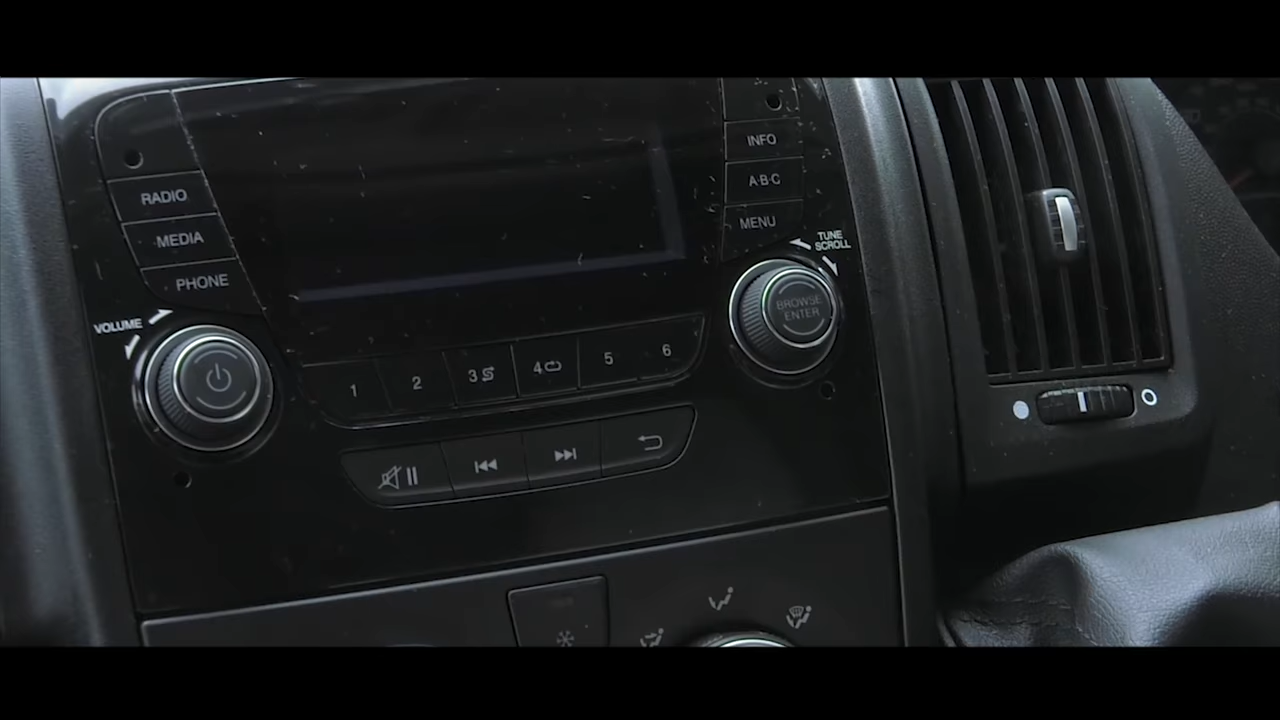 RADIO
MEDIA
PHONE
VOLUME
INFO
A-B-C
MENU
TUNE
SCROLL
BROWSE
ENTER
1 2 3 4 5 6